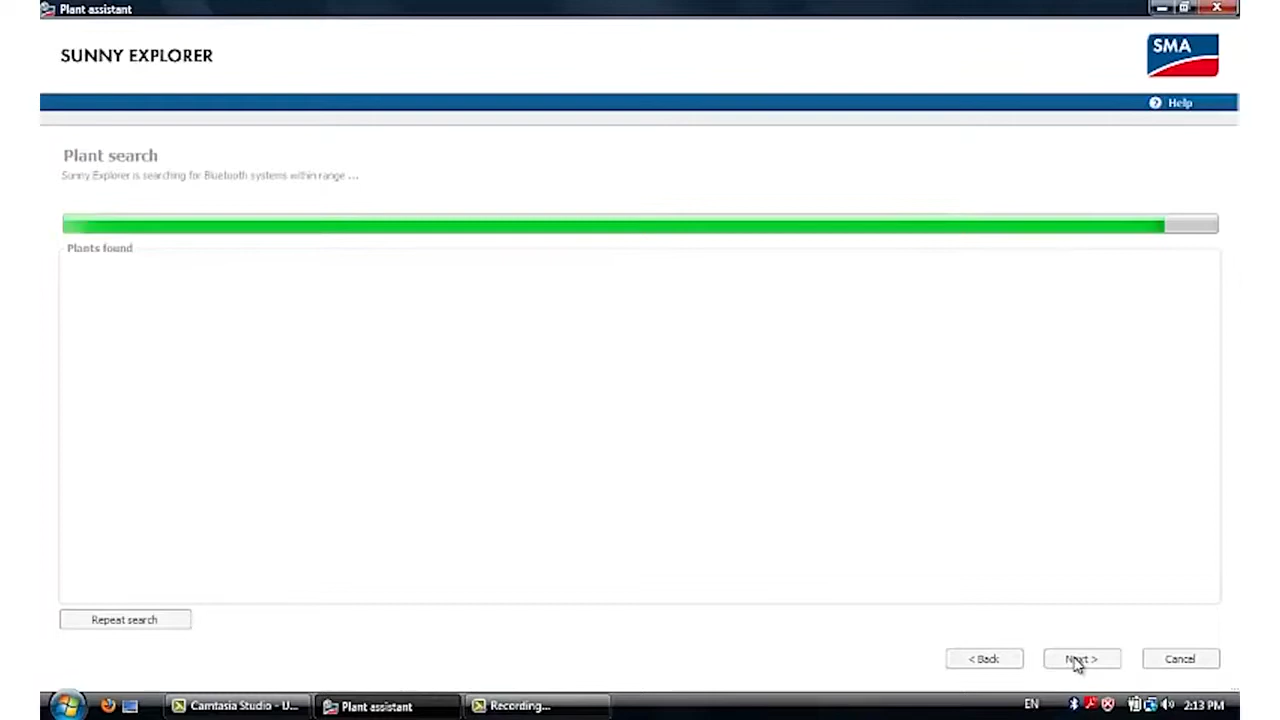 Plant assistant
SUNNY EXPLORER
SMA
Help
Plant search
Sunny Explorer is searching for Bluetooth systems within range ...
Plants found
Repeat search
< Back
Next >
Cancel
Camtasia Studio - U...
Plant assistant
Recording...
EN
2:13 PM